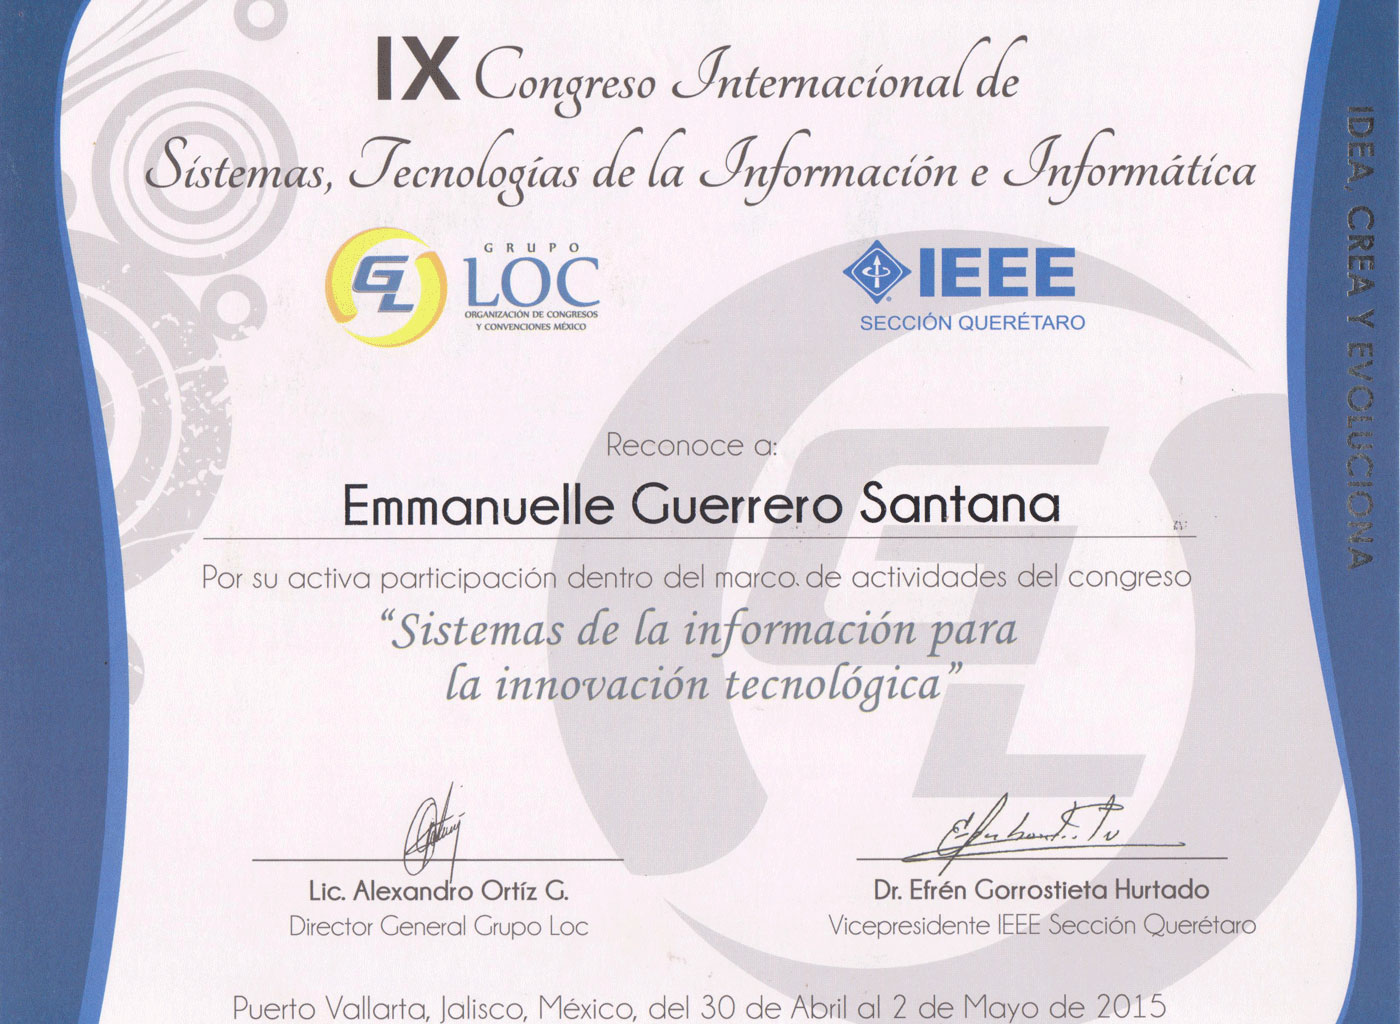 IX Congreso Internacional de
Sistemas, Tecnologías de la Información e Informática
GL
GRUPO
LOC
ORGANIZACIÓN DE CONGRESOS
Y CONVENCIONES MÉXICO
IEEE
SECCIÓN QUERÉTARO
IDEA, CREA Y EVOLUCIONA
Reconoce a:
Emmanuelle Guerrero Santana
Por su activa participación dentro del marco de actividades del congreso
“Sistemas de la información para
la innovación tecnológica”
Lic. Alexandro Ortíz G.
Director General Grupo Loc
Dr. Efrén Gorrostieta Hurtado
Vicepresidente IEEE Sección Querétaro
Puerto Vallarta, Jalisco, México, del 30 de Abril al 2 de Mayo de 2015